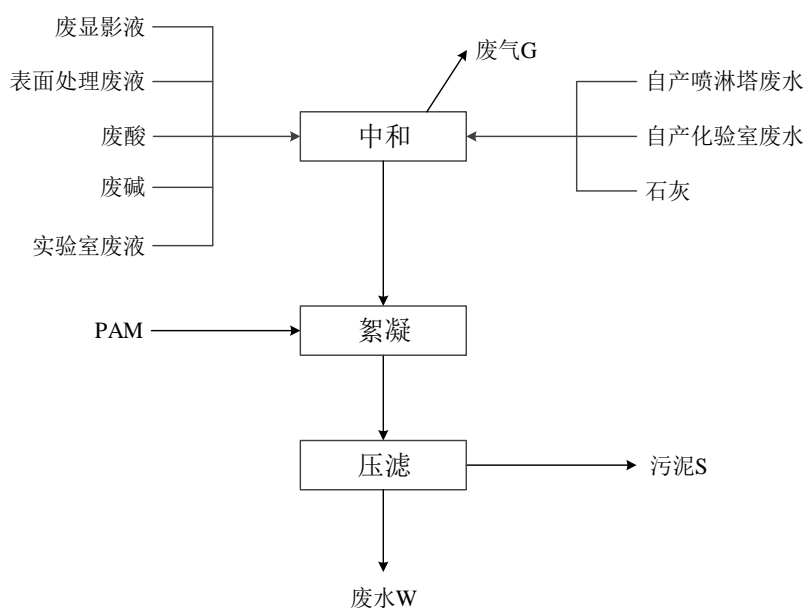 废显影液
废气G
表面处理废液
自产喷淋塔废水
废酸
中和
自产化验室废水
废碱
石灰
实验室废液
PAM
絮凝
压滤
污泥S
废水W